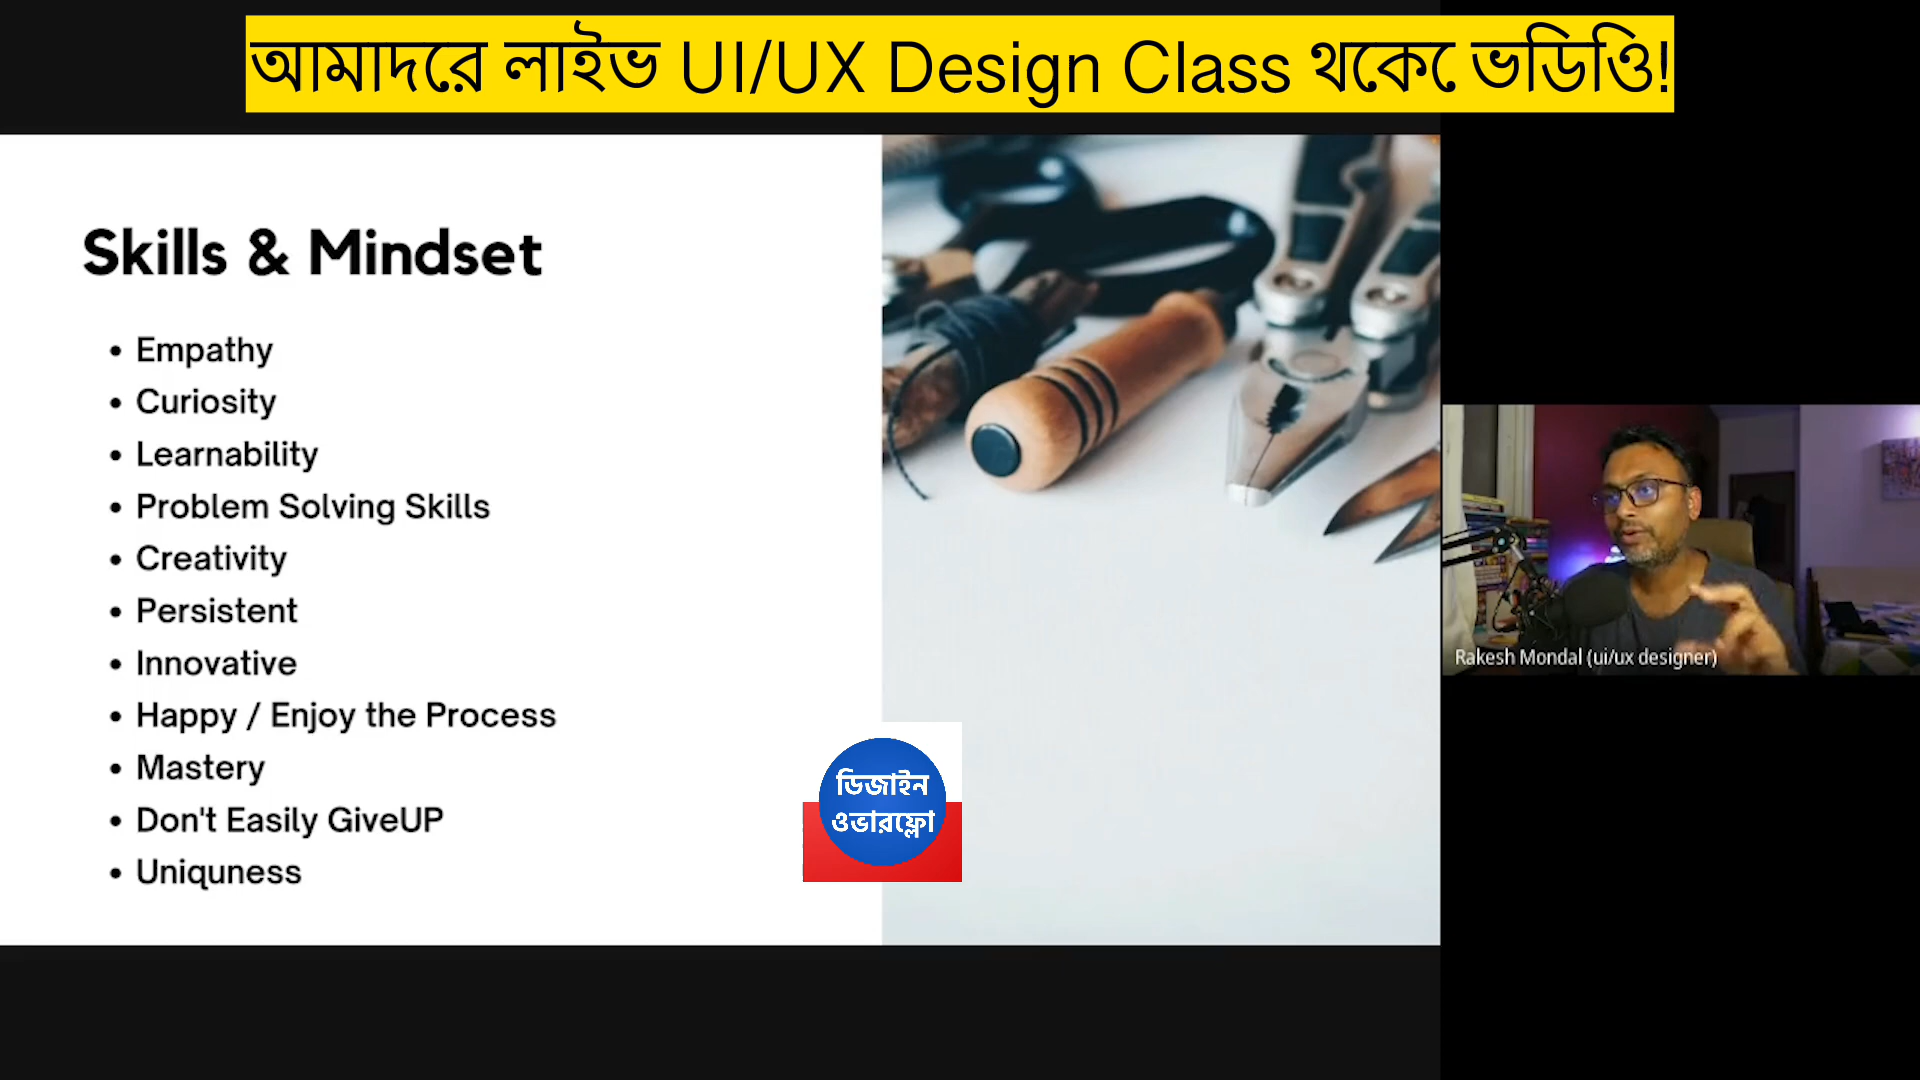 আমাদের লাইভ UI/UX Design Class থেকে ভিডিও!
Skills & Mindset
• Empathy
• Curiosity
• Learnability
• Problem Solving Skills
• Creativity
• Persistent
• Innovative
• Happy / Enjoy the Process
• Mastery
• Don't Easily GiveUP
• Uniquness
ডিজাইন
ওভারফ্লো
Rakesh Mondal (ui/ux designer)